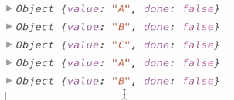 ▶ Object {value: "A", done: false}
▶ Object {value: "B", done: false}
▶ Object {value: "C", done: false}
▶ Object {value: "A", done: false}
▶ Object {value: "B", done: false}